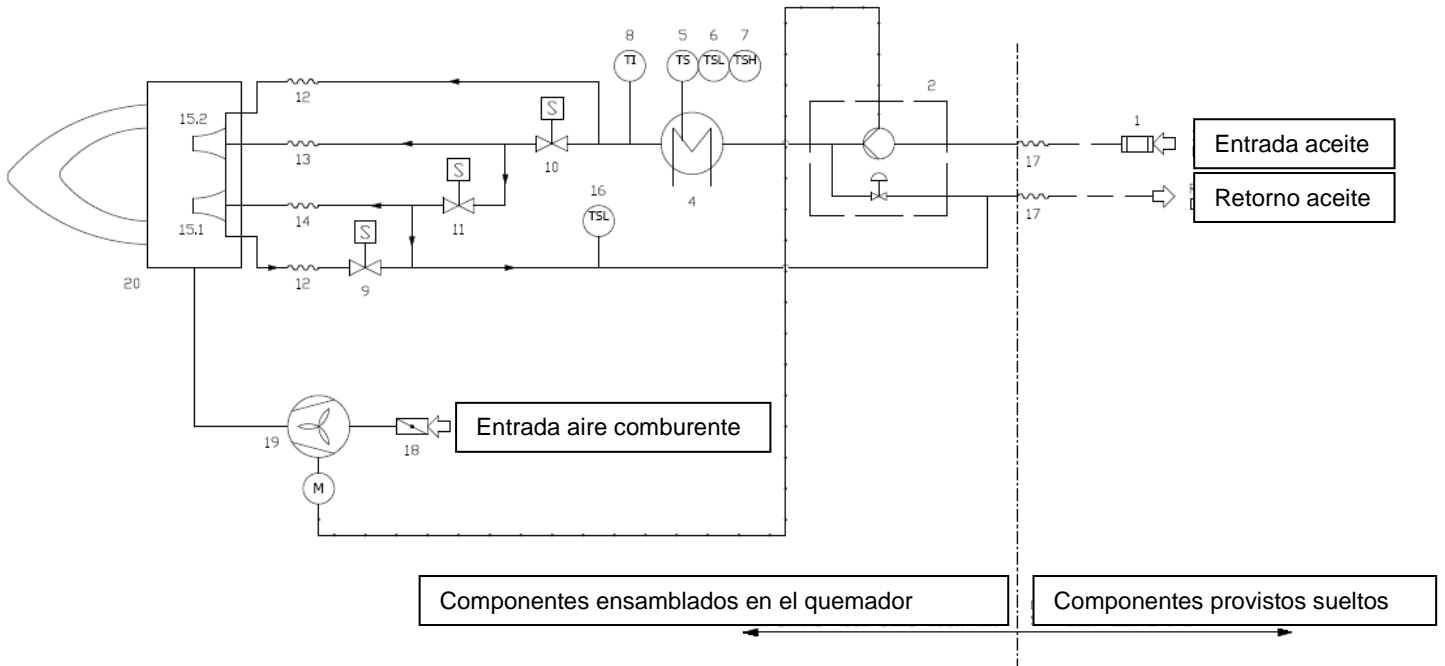 8 5 6 7
TI TS TSL TSH
2
1
12
15.2
S
Entrada aceite
13
10
17
S
16
4
Retorno aceite
15.1
14
11
TSL
17
S
20
12
9
19
18
Entrada aire comburente
M
Componentes ensamblados en el quemador
Componentes provistos sueltos